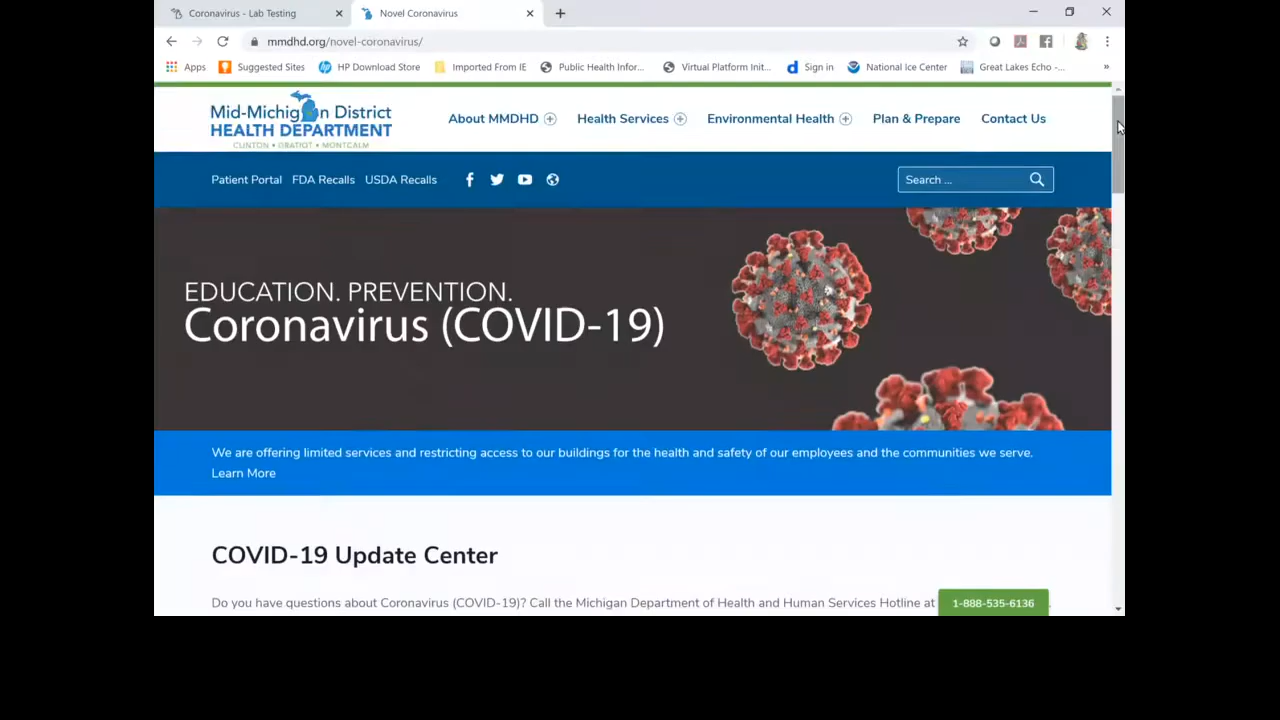 Coronavirus - Lab Testing
Novel Coronavirus
mmdhd.org/novel-coronavirus/
Apps Suggested Sites HP Download Store Imported From IE Public Health Infor... Virtual Platform Init... Sign in National Ice Center Great Lakes Echo -... »
Mid-Michigan District
HEALTH DEPARTMENT
CLINTON • GRATIOT • MONTCALM
About MMDHD Health Services Environmental Health Plan & Prepare Contact Us
Patient Portal FDA Recalls USDA Recalls
Search ...
EDUCATION. PREVENTION.
Coronavirus (COVID-19)
We are offering limited services and restricting access to our buildings for the health and safety of our employees and the communities we serve.
Learn More
COVID-19 Update Center
Do you have questions about Coronavirus (COVID-19)? Call the Michigan Department of Health and Human Services Hotline at 1-888-535-6136 .